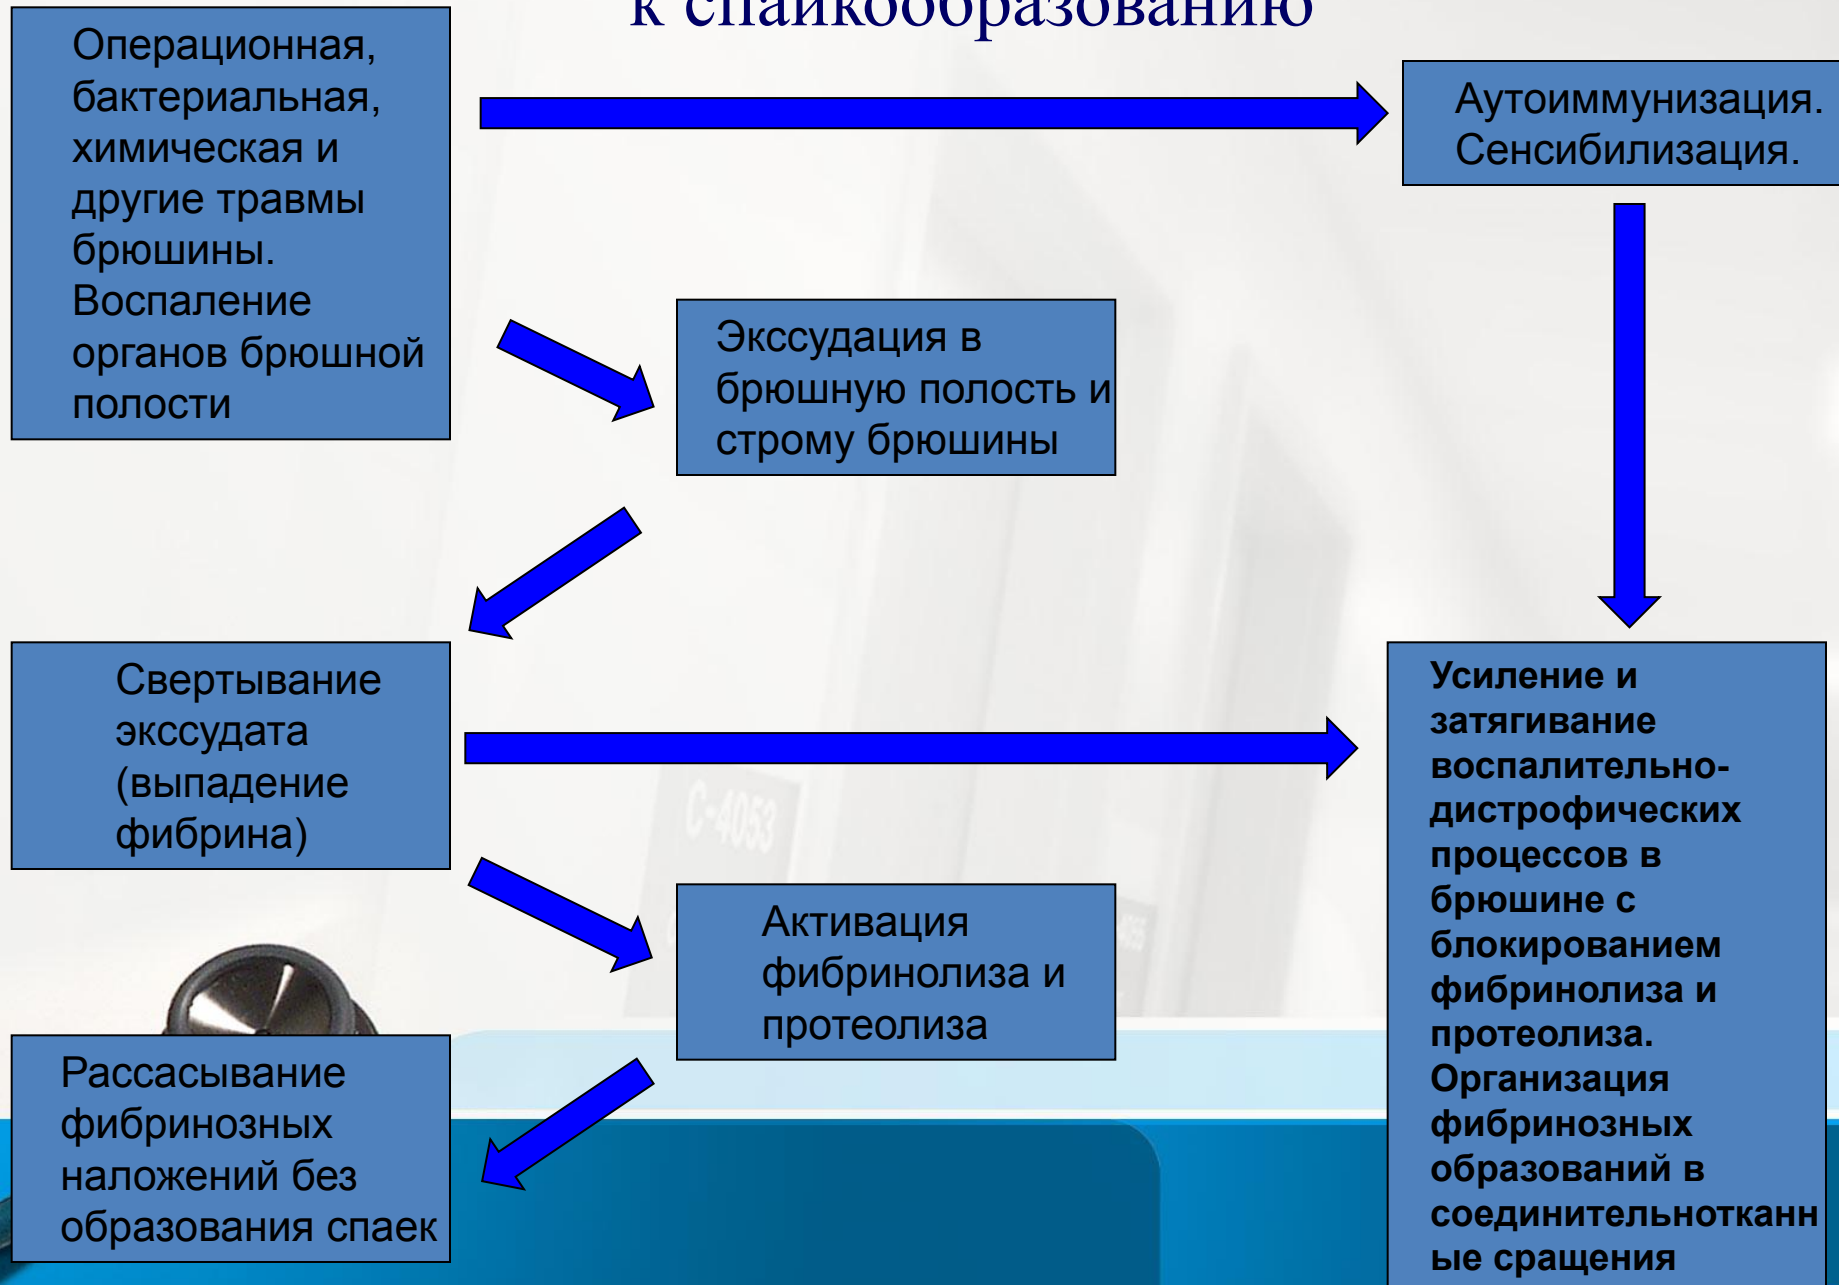 к спайкообразованию
Операционная,
бактериальная,
химическая и
другие травмы
брюшины.
Воспаление
органов брюшной
полости
Аутоиммунизация.
Сенсибилизация.
Экссудация в
брюшную полость и
строму брюшины
Свертывание
экссудата
(выпадение
фибрина)
Усиление и
затягивание
воспалительно-
дистрофических
процессов в
брюшине с
блокированием
фибринолиза и
протеолиза.
Организация
фибринозных
образований в
соединительнотканн
ые сращения
C-4053
Активация
фибринолиза и
протеолиза
Рассасывание
фибринозных
наложений без
образования спаек